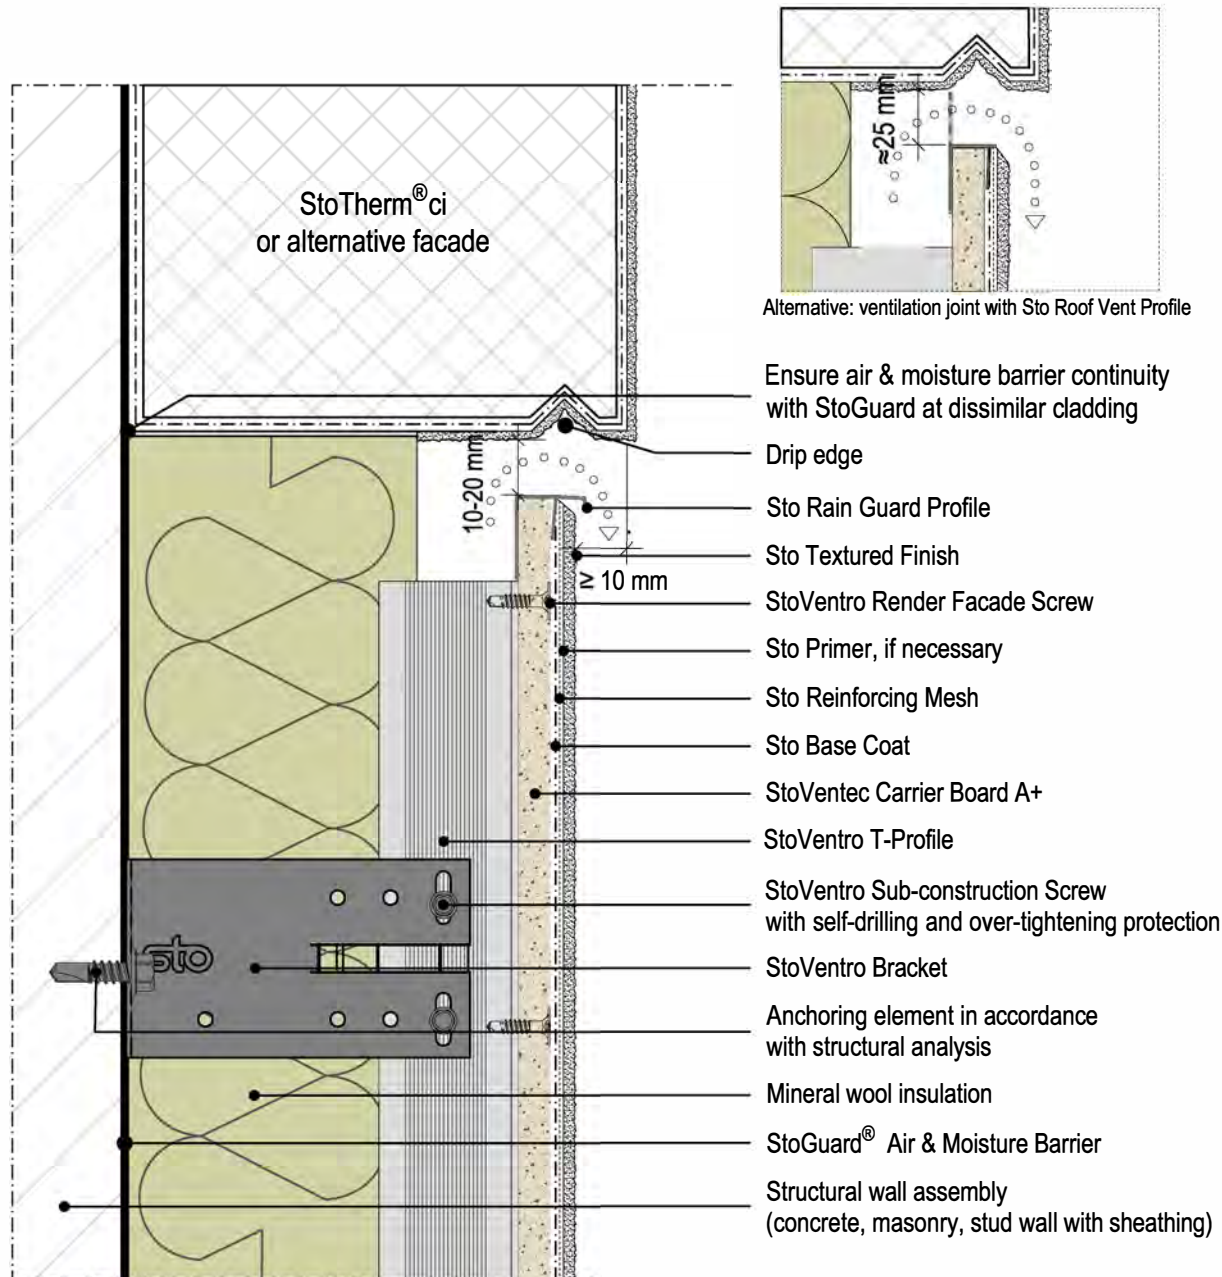 StoTherm®ci
or alternative facade
≈25 mm
Alternative: ventilation joint with Sto Roof Vent Profile
Ensure air & moisture barrier continuity
with StoGuard at dissimilar cladding
Drip edge
10-20 mm
Sto Rain Guard Profile
Sto Textured Finish
≥ 10 mm
StoVentro Render Facade Screw
Sto Primer, if necessary
Sto Reinforcing Mesh
Sto Base Coat
StoVentec Carrier Board A+
StoVentro T-Profile
StoVentro Sub-construction Screw
with self-drilling and over-tightening protection
sto
StoVentro Bracket
Anchoring element in accordance
with structural analysis
Mineral wool insulation
StoGuard® Air & Moisture Barrier
Structural wall assembly
(concrete, masonry, stud wall with sheathing)